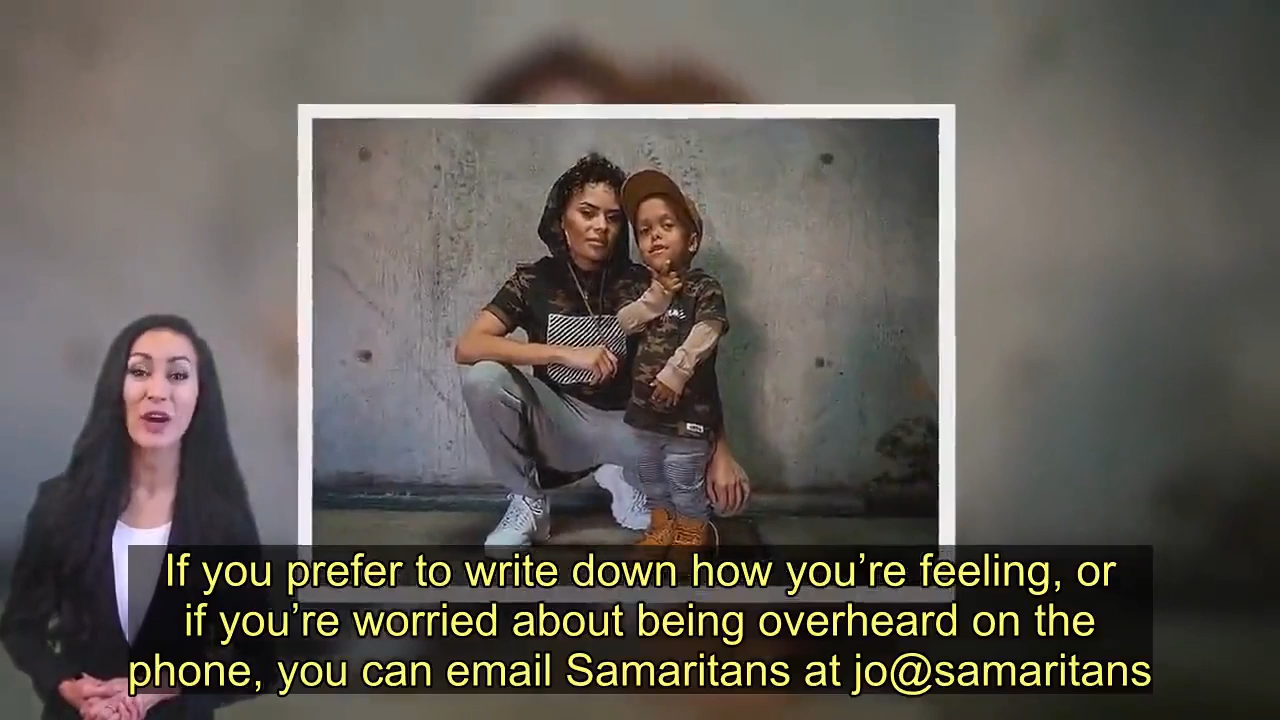 If you prefer to write down how you’re feeling, or
if you’re worried about being overheard on the
phone, you can email Samaritans at jo@samaritans